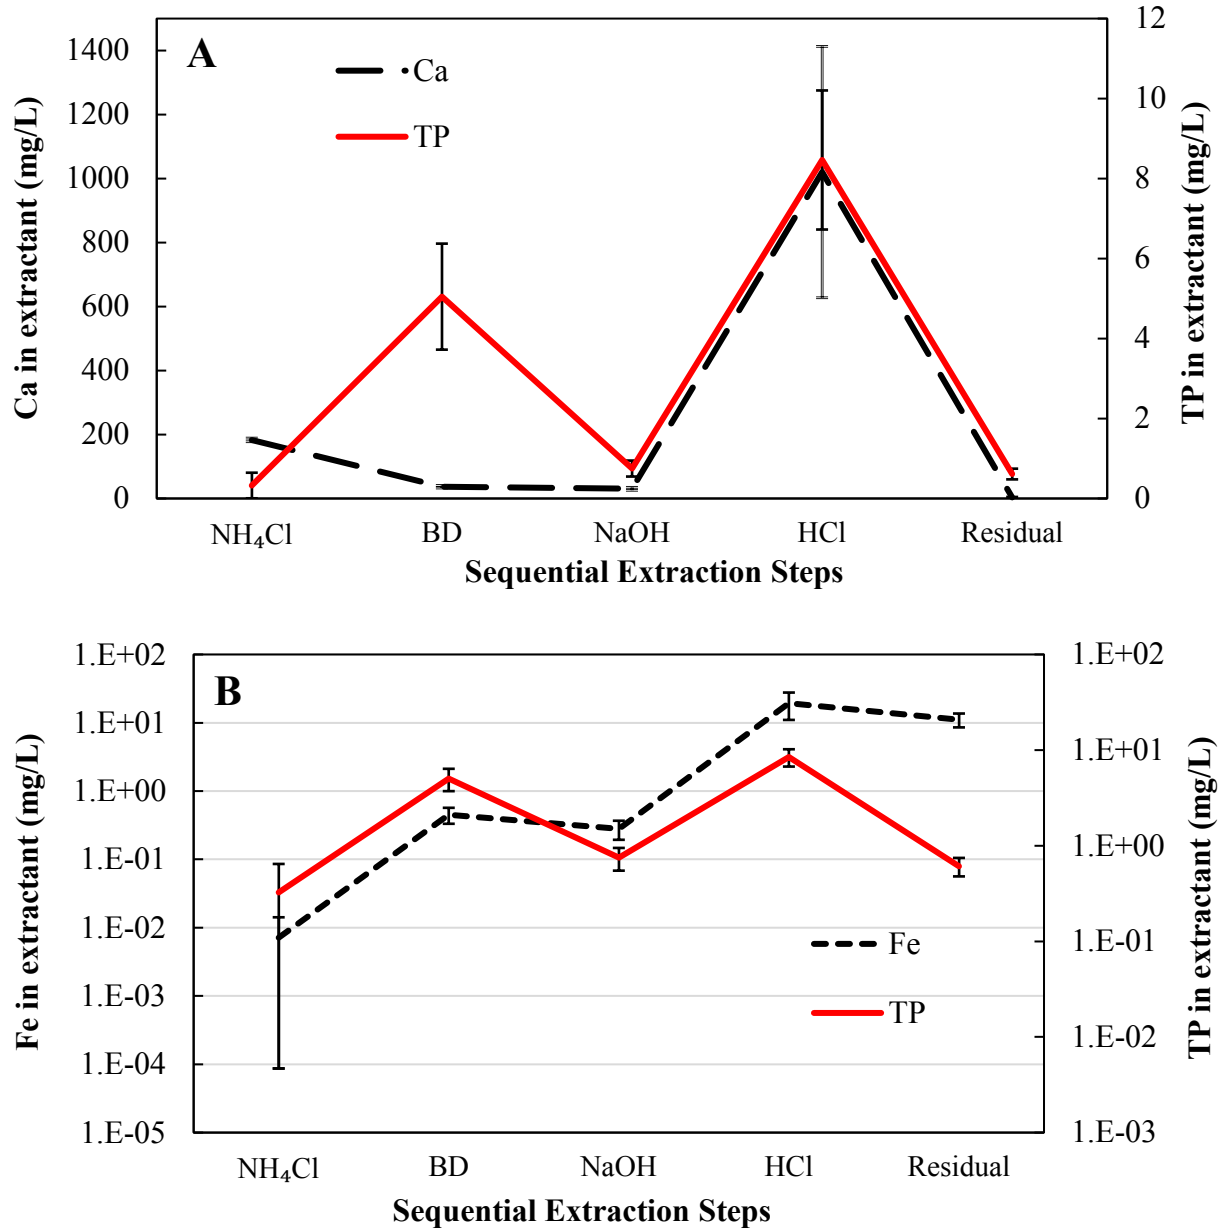 A
Ca
TP
1400
1200
1000
800
600
400
200
0
12
10
8
6
4
2
0
Ca in extractant (mg/L)
TP in extractant (mg/L)
NH₄Cl BD NaOH HCl Residual
Sequential Extraction Steps
B
Fe
TP
1.E+02
1.E+01
1.E+00
1.E-01
1.E-02
1.E-03
1.E-04
1.E-05
1.E+02
1.E+01
1.E+00
1.E-01
1.E-02
1.E-03
Fe in extractant (mg/L)
TP in extractant (mg/L)
NH₄Cl BD NaOH HCl Residual
Sequential Extraction Steps